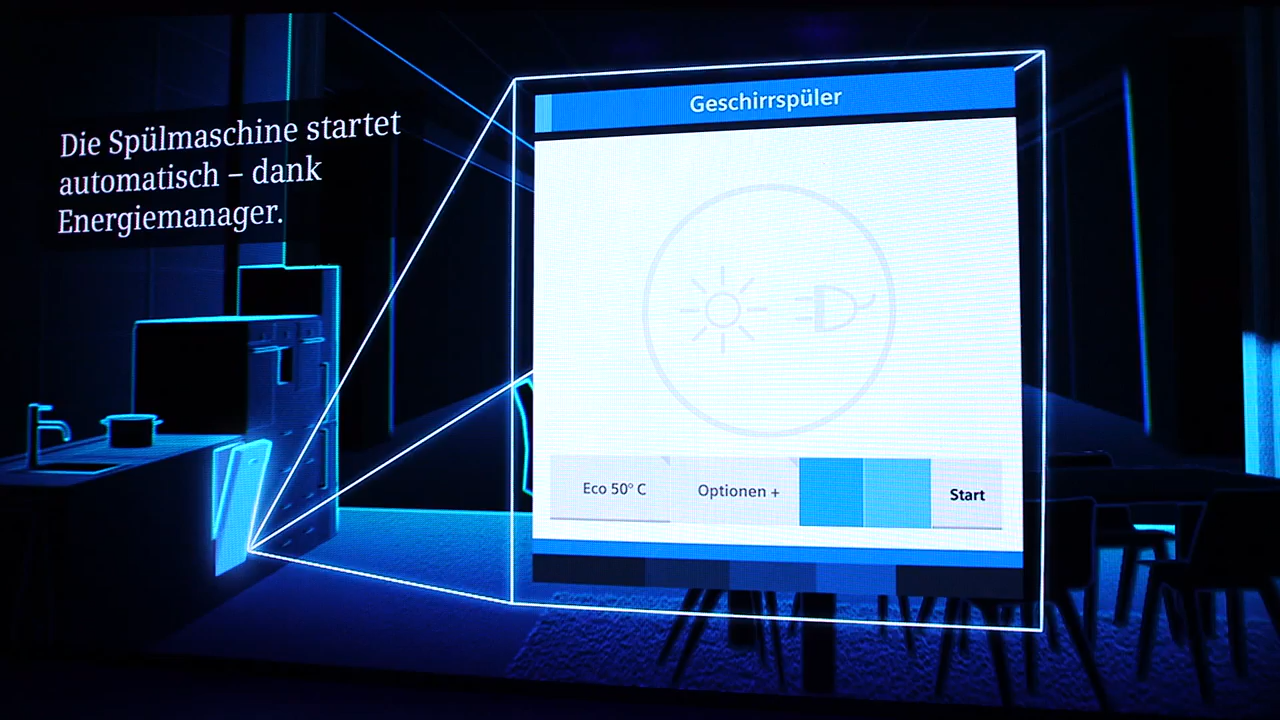 Die Spülmaschine startet
automatisch – dank
Energiemanager.
Geschirrspüler
Eco 50° C
Optionen +
Start